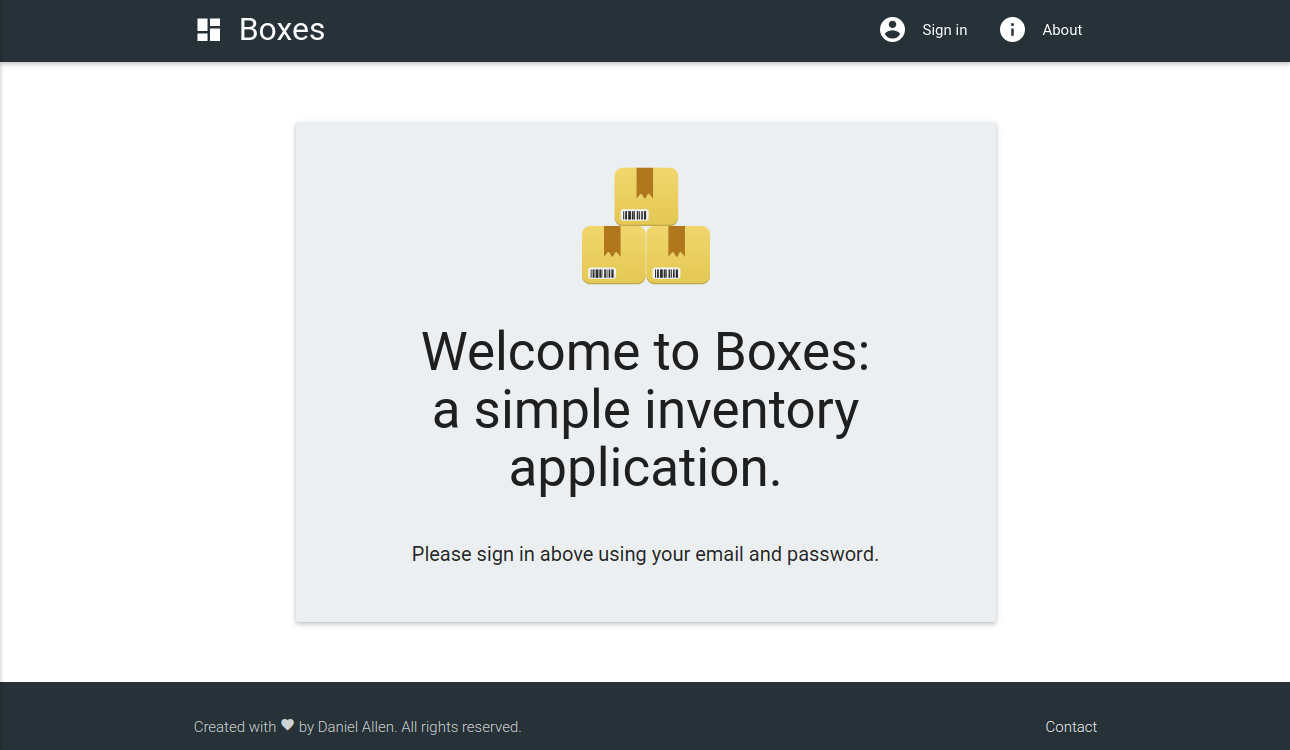 Boxes
Sign in
About
Welcome to Boxes:
a simple inventory
application.
Please sign in above using your email and password.
Created with ♥ by Daniel Allen. All rights reserved.
Contact